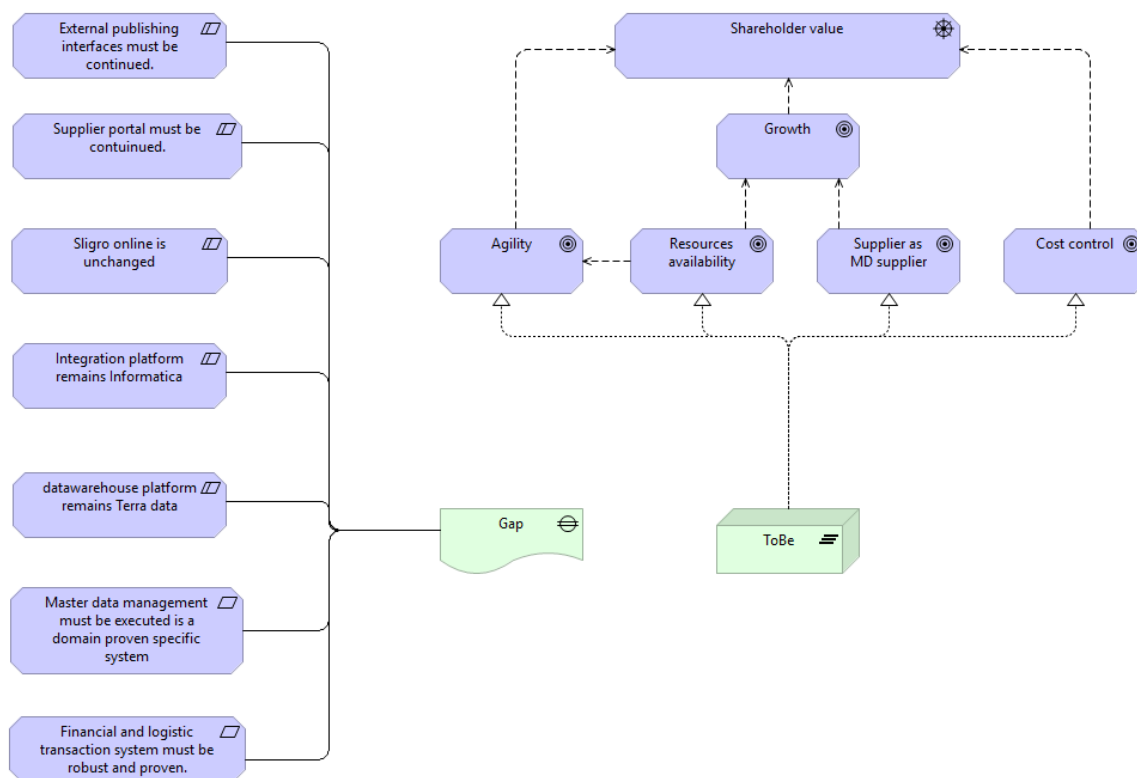 External publishing
interfaces must be
continued.
Supplier portal must be
contuinued.
Sligro online is
unchanged
Integration platform
remains Informatica
datawarehouse platform
remains Terra data
Master data management
must be executed is a
domain proven specific
system
Financial and logistic
transaction system must be
robust and proven.
Shareholder value
Growth
Agility
Resources
availability
Supplier as
MD supplier
Cost control
Gap
ToBe